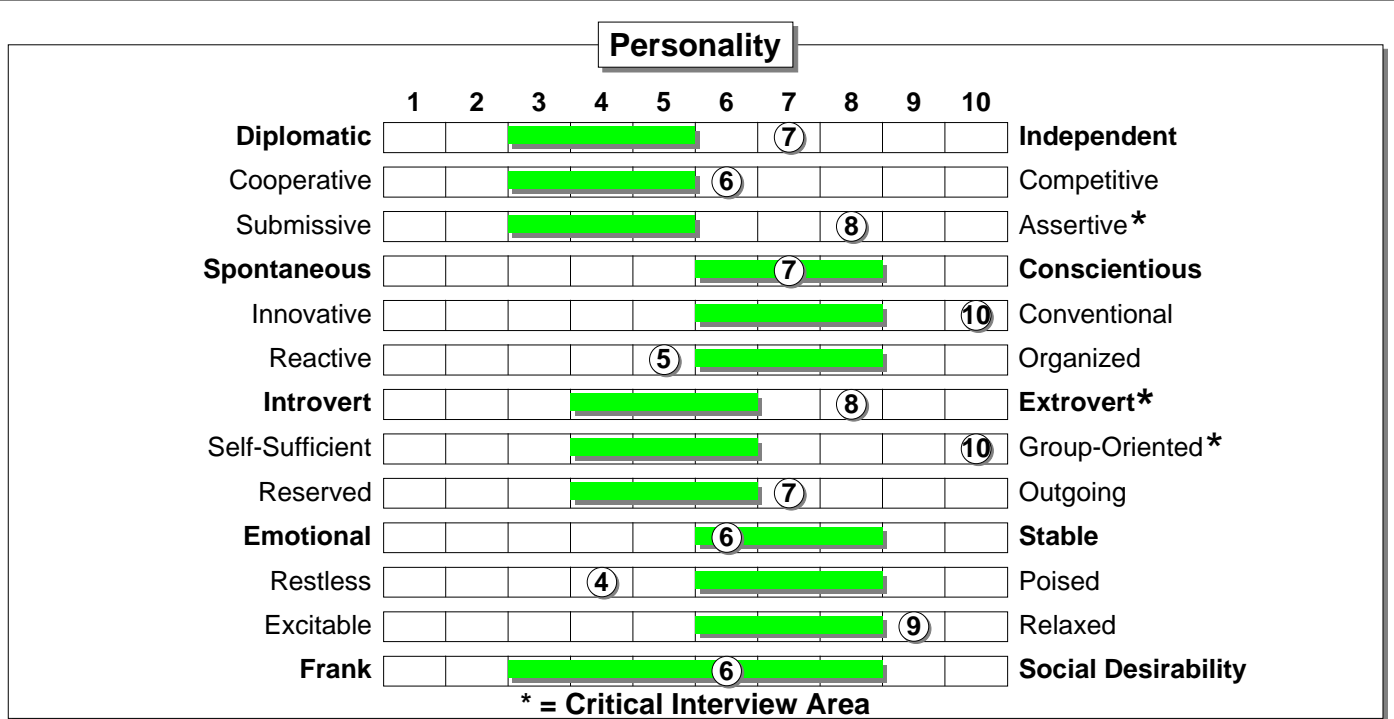 Personality
1 2 3 4 5 6 7 8 9 10
Diplomatic 7 Independent
Cooperative 6 Competitive
Submissive 8 Assertive*
Spontaneous 7 Conscientious
Innovative 10 Conventional
Reactive 5 Organized
Introvert 8 Extrovert*
Self-Sufficient 10 Group-Oriented*
Reserved 7 Outgoing
Emotional 6 Stable
Restless 4 Poised
Excitable 9 Relaxed
Frank 6 Social Desirability
* = Critical Interview Area